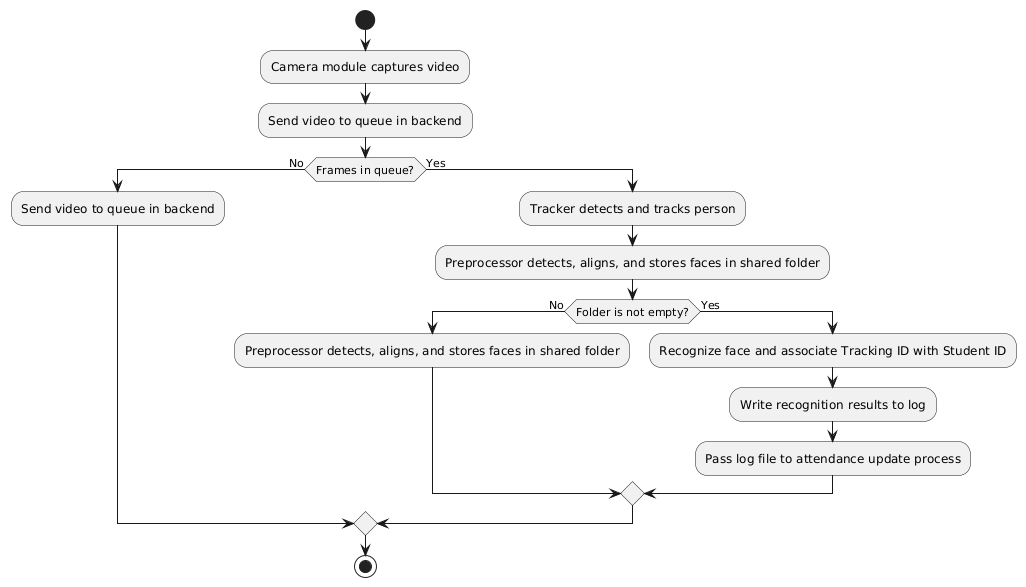 Camera module captures video
Send video to queue in backend
No
Frames in queue?
Yes
Send video to queue in backend
Tracker detects and tracks person
Preprocessor detects, aligns, and stores faces in shared folder
No
Folder is not empty?
Yes
Preprocessor detects, aligns, and stores faces in shared folder
Recognize face and associate Tracking ID with Student ID
Write recognition results to log
Pass log file to attendance update process